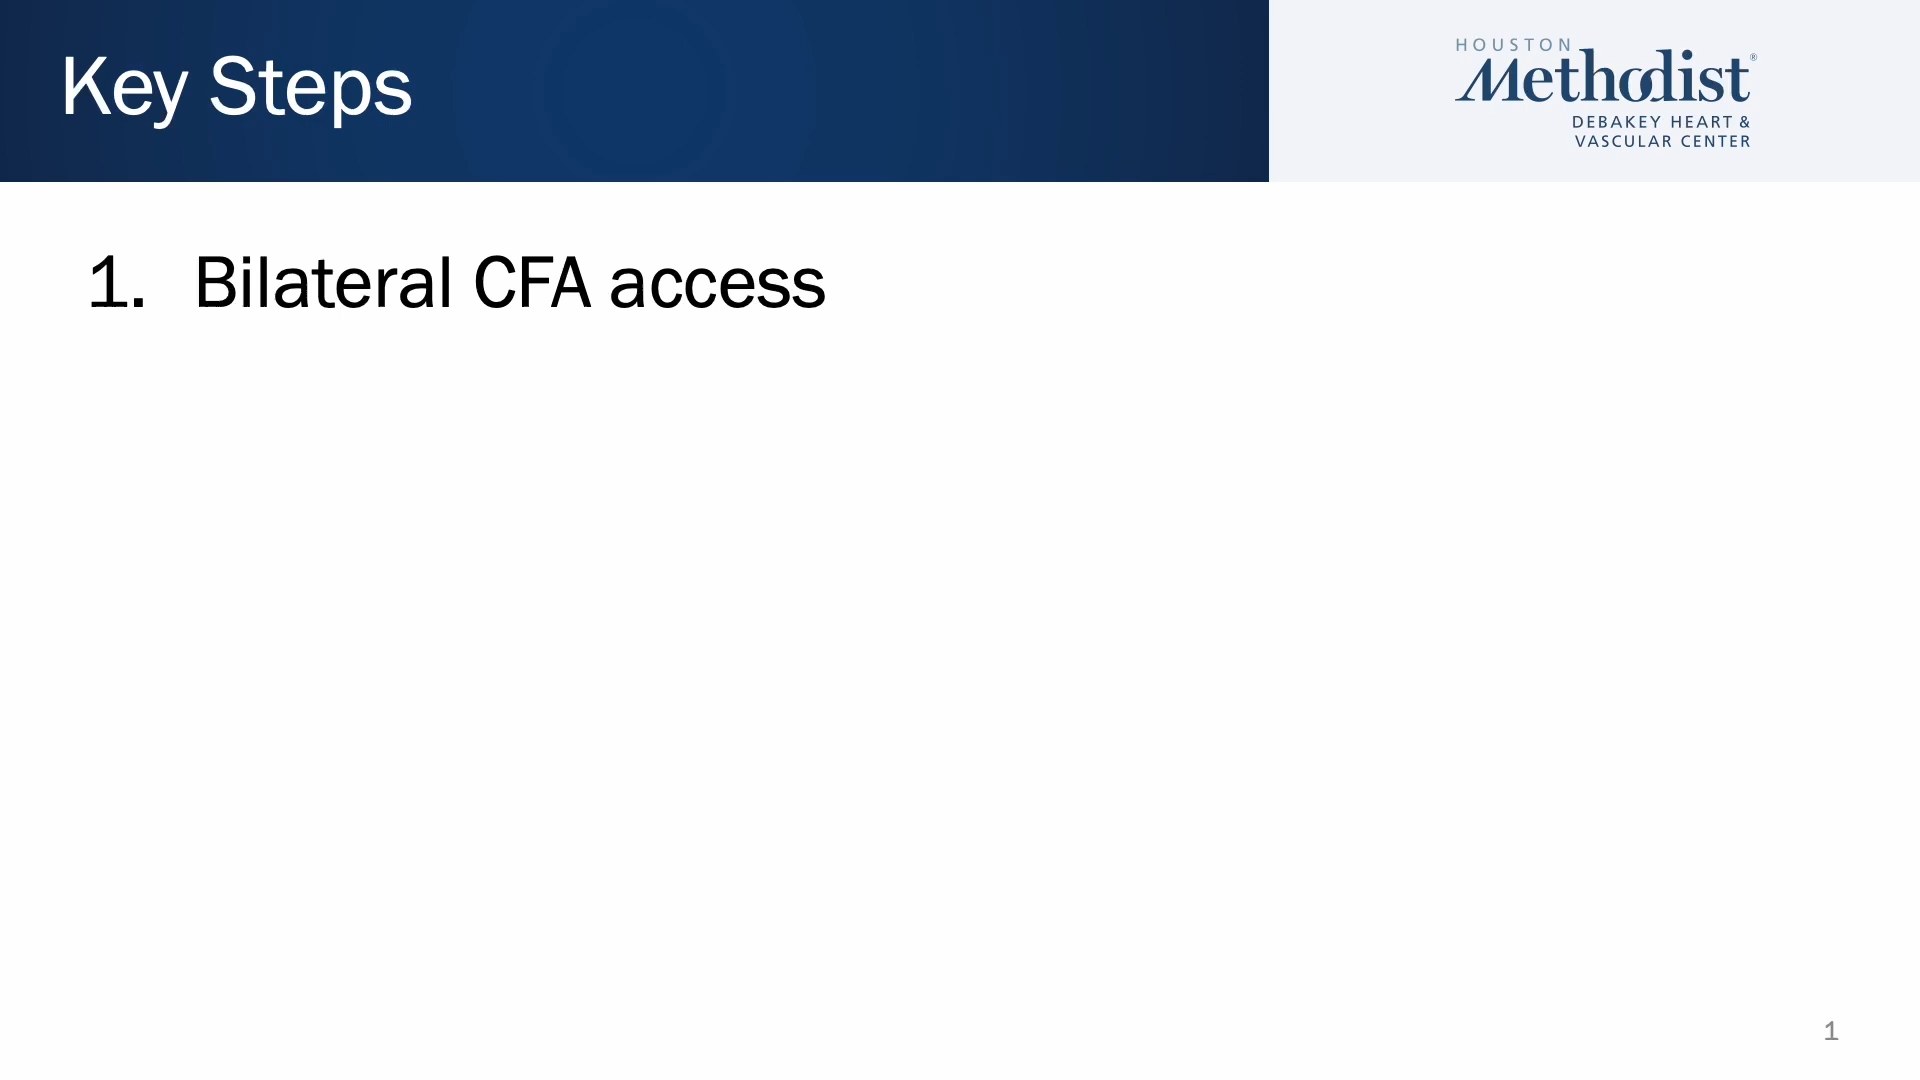 Key Steps
HOUSTON
Methodist®
DEBAKEY HEART &
VASCULAR CENTER
1. Bilateral CFA access
1